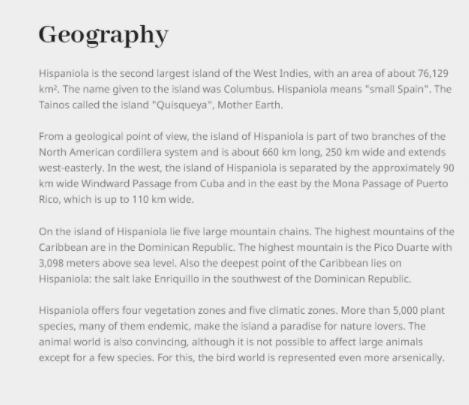 Geography
Hispaniola is the second largest island of the West Indies, with an area of about 76,129
km². The name given to the island was Columbus. Hispaniola means "small Spain". The
Tainos called the island "Quisqueya", Mother Earth.
From a geological point of view, the island of Hispaniola is part of two branches of the
North American cordillera system and is about 660 km long, 250 km wide and extends
west-easterly. In the west, the island of Hispaniola is separated by the approximately 90
km wide Windward Passage from Cuba and in the east by the Mona Passage of Puerto
Rico, which is up to 110 km wide.
On the island of Hispaniola lie five large mountain chains. The highest mountains of the
Caribbean are in the Dominican Republic. The highest mountain is the Pico Duarte with
3,098 meters above sea level. Also the deepest point of the Caribbean lies on
Hispaniola: the salt lake Enriquillo in the southwest of the Dominican Republic.
Hispaniola offers four vegetation zones and five climatic zones. More than 5,000 plant
species, many of them endemic, make the island a paradise for nature lovers. The
animal world is also convincing, although it is not possible to affect large animals
except for a few species. For this, the bird world is represented even more arsenically.